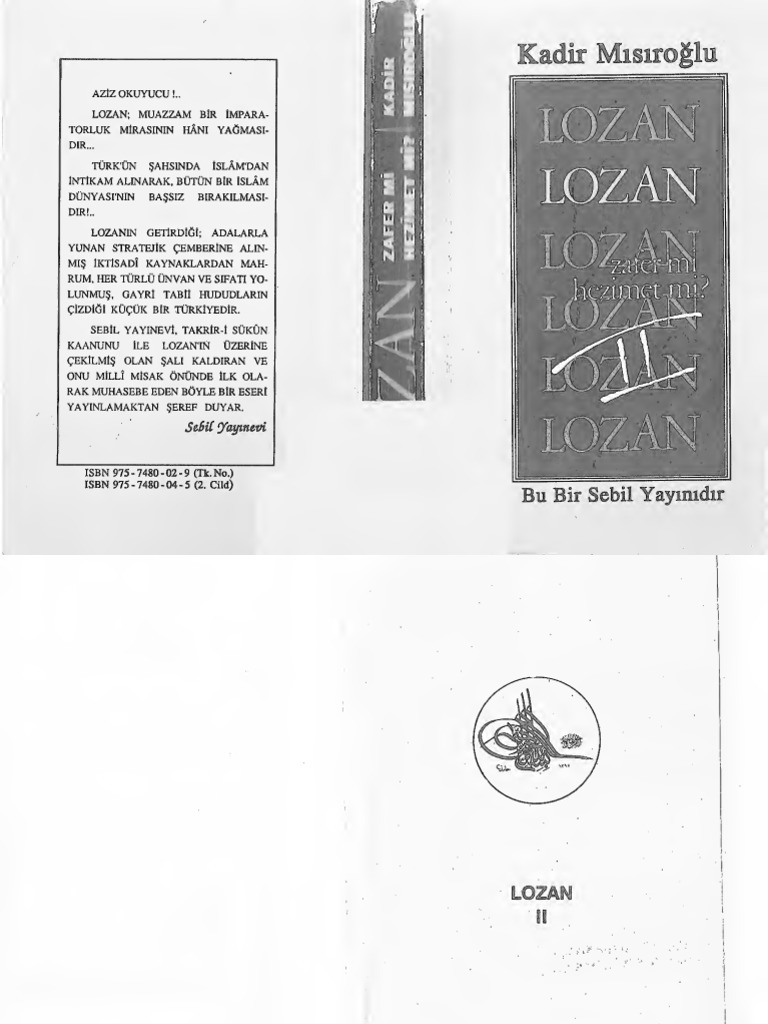 AZİZ OKUYUCU !..
LOZAN; MUAZZAM BİR İMPARA-
TORLUK MİRASININ HÂNI YAĞMASI-
DIR...
TÜRK'ÜN ŞAHSINDA İSLÂM'DAN
İNTİKAM ALINARAK, BÜTÜN BİR İSLÂM
DÜNYASI'NIN BAŞSIZ BIRAKILMASI-
DIR!..
LOZANIN GETİRDİĞİ; ADALARLA
YUNAN STRATEJİK ÇEMBERİNE ALIN-
MIŞ İKTİSADİ KAYNAKLARDAN MAH-
RUM, HER TÜRLÜ ÜNVAN VE SIFATI YO-
LUNMUŞ, GAYRİ TABİİ HUDUDLARIN
ÇİZDİĞİ KÜÇÜK BİR TÜRKİYEDİR.
SEBİL YAYINEVİ, TAKRİR-İ SÜKÛN
KAANUNU İLE LOZAN'IN ÜZERİNE
ÇEKİLMİŞ OLAN ŞALI KALDIRAN VE
ONU MİLLÎ MİSAK ÖNÜNDE İLK OLA-
RAK MUHASEBE EDEN BÖYLE BİR ESERİ
YAYINLAMAKTAN ŞEREF DUYAR.
Sebil Yayınevi
ISBN 975-7480-02-9 (Tk. No.)
ISBN 975-7480-04-5 (2. Cild)
ZAN
ZAFER Mİ
HEZİMET Mİ?
KADİR
MISIROĞLU
Kadir Mısıroğlu
LOZAN
LOZAN
LOZAN
zafer mi
hezimet mi?
LOZAN
LOZAN
II
LOZAN
Bu Bir Sebil Yayınıdır
LOZAN
II